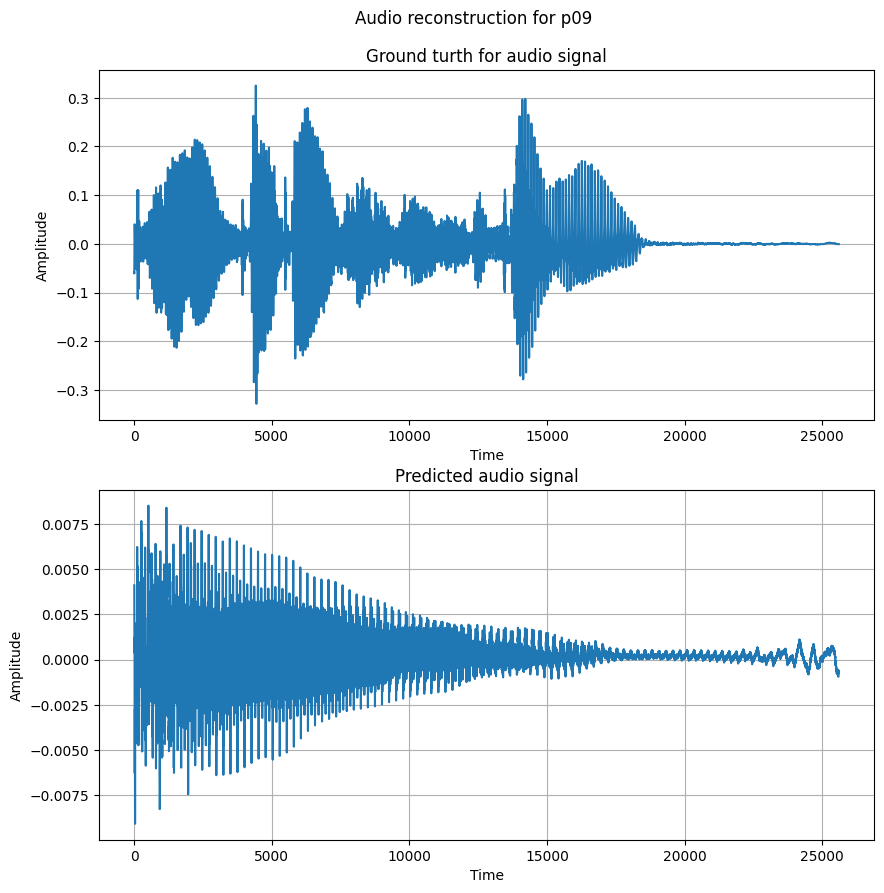 Audio reconstruction for p09
Ground turth for audio signal
0.3
0.2
0.1
0.0
−0.1
−0.2
−0.3
Amplitude
0 5000 10000 15000 20000 25000
Time
Predicted audio signal
0.0075
0.0050
0.0025
0.0000
−0.0025
−0.0050
−0.0075
Amplitude
0 5000 10000 15000 20000 25000
Time